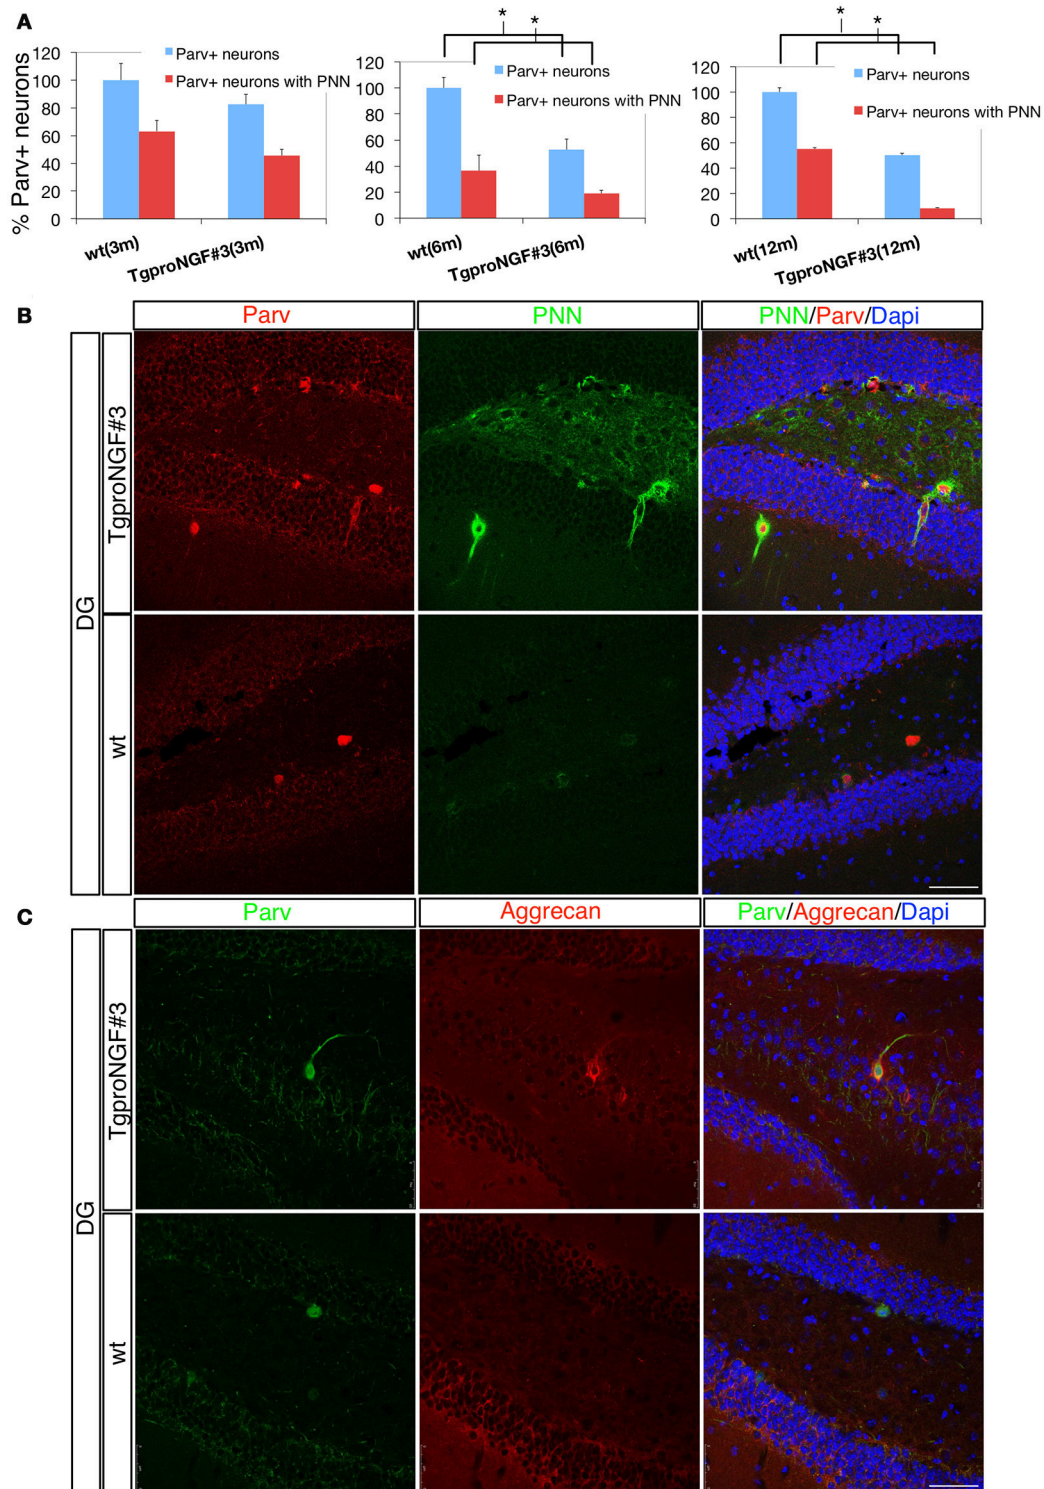 A
% Parv+ neurons
120
100
80
60
40
20
0
Parv+ neurons
Parv+ neurons with PNN
wt(3m)
TgproNGF#3(3m)
* *
120
100
80
60
40
20
0
Parv+ neurons
Parv+ neurons with PNN
wt(6m)
TgproNGF#3(6m)
* *
120
100
80
60
40
20
0
Parv+ neurons
Parv+ neurons with PNN
wt(12m)
TgproNGF#3(12m)
B
Parv
PNN
PNN/Parv/Dapi
DG
TgproNGF#3
wt
C
Parv
Aggrecan
Parv/Aggrecan/Dapi
DG
TgproNGF#3
wt